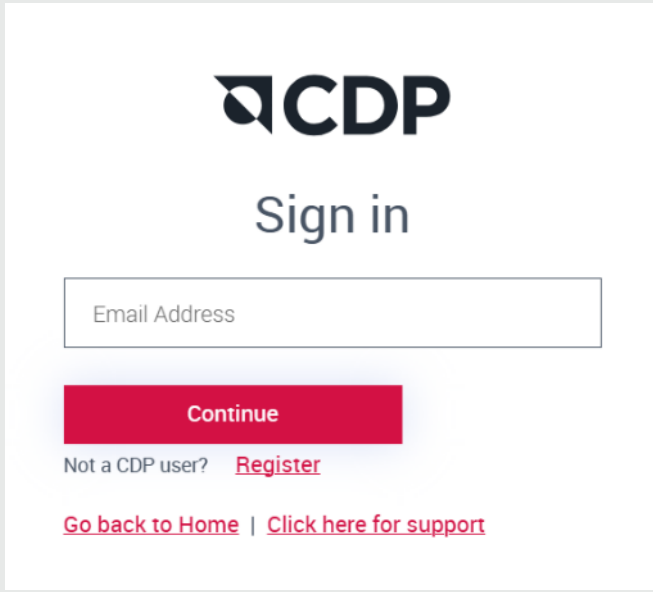 CDP
Sign in
Email Address
Continue
Not a CDP user? Register
Go back to Home | Click here for support